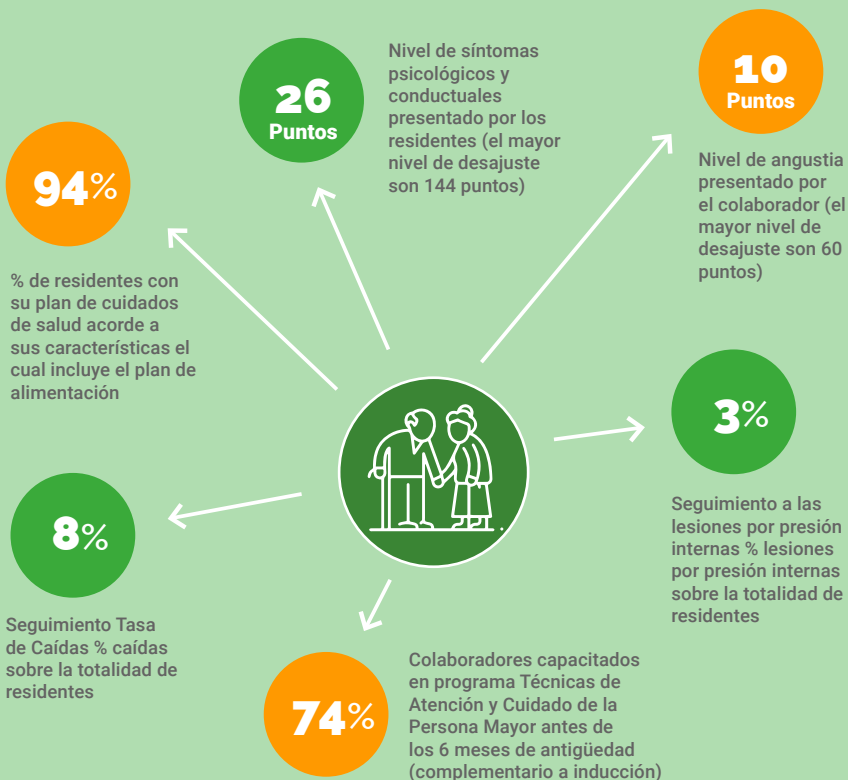 26
Puntos
Nivel de síntomas
psicológicos y
conductuales
presentado por los
residentes (el mayor
nivel de desajuste
son 144 puntos)
10
Puntos
Nivel de angustia
presentado por
el colaborador (el
mayor nivel de
desajuste son 60
puntos)
94%
% de residentes con
su plan de cuidados
de salud acorde a
sus características el
cual incluye el plan de
alimentación
3%
Seguimiento a las
lesiones por presión
internas % lesiones
por presión internas
sobre la totalidad de
residentes
8%
Seguimiento Tasa
de Caídas % caídas
sobre la totalidad de
residentes
74%
Colaboradores capacitados
en programa Técnicas de
Atención y Cuidado de la
Persona Mayor antes de
los 6 meses de antigüedad
(complementario a inducción)